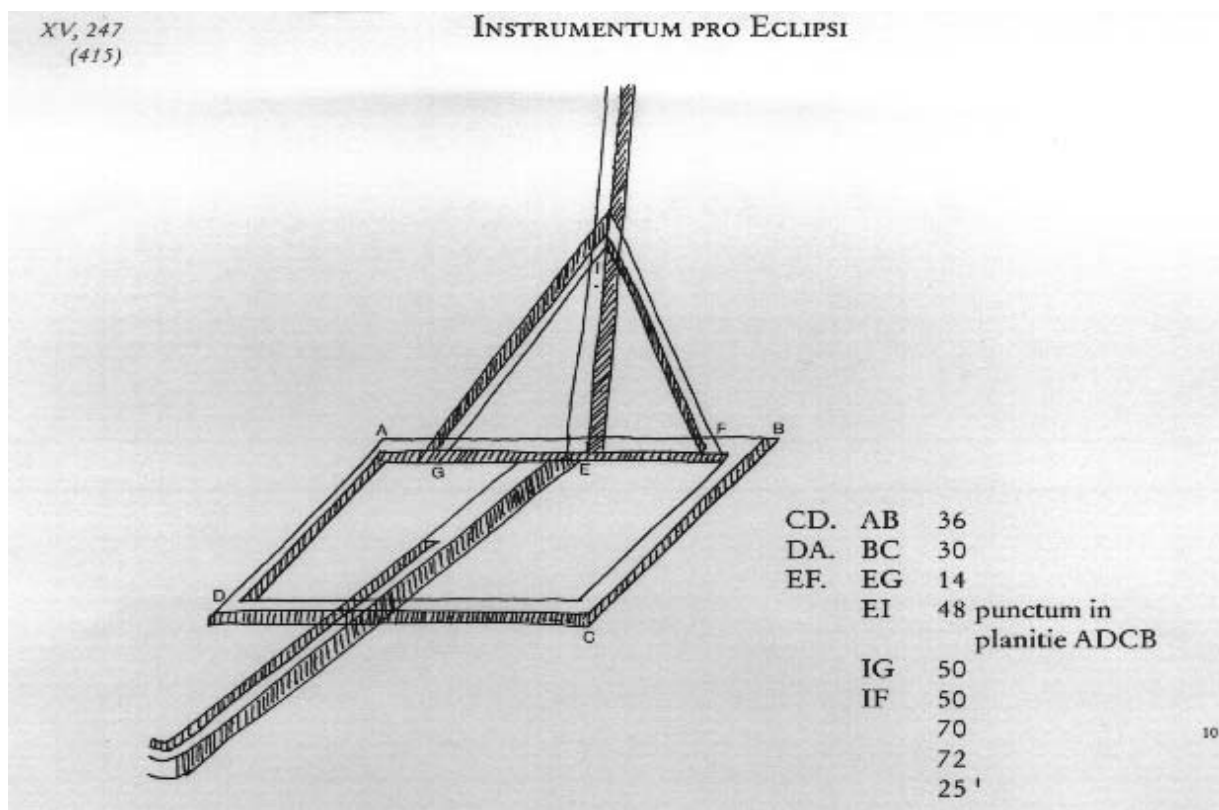 XV, 247
(415)
INSTRUMENTUM PRO ECLIPSI
A
B
F
G
E
I
D
C
CD. AB 36
DA. BC 30
EF. EG 14
EI 48 punctum in
planitie ADCB
IG 50
IF 50
70
10
72
25 ¹